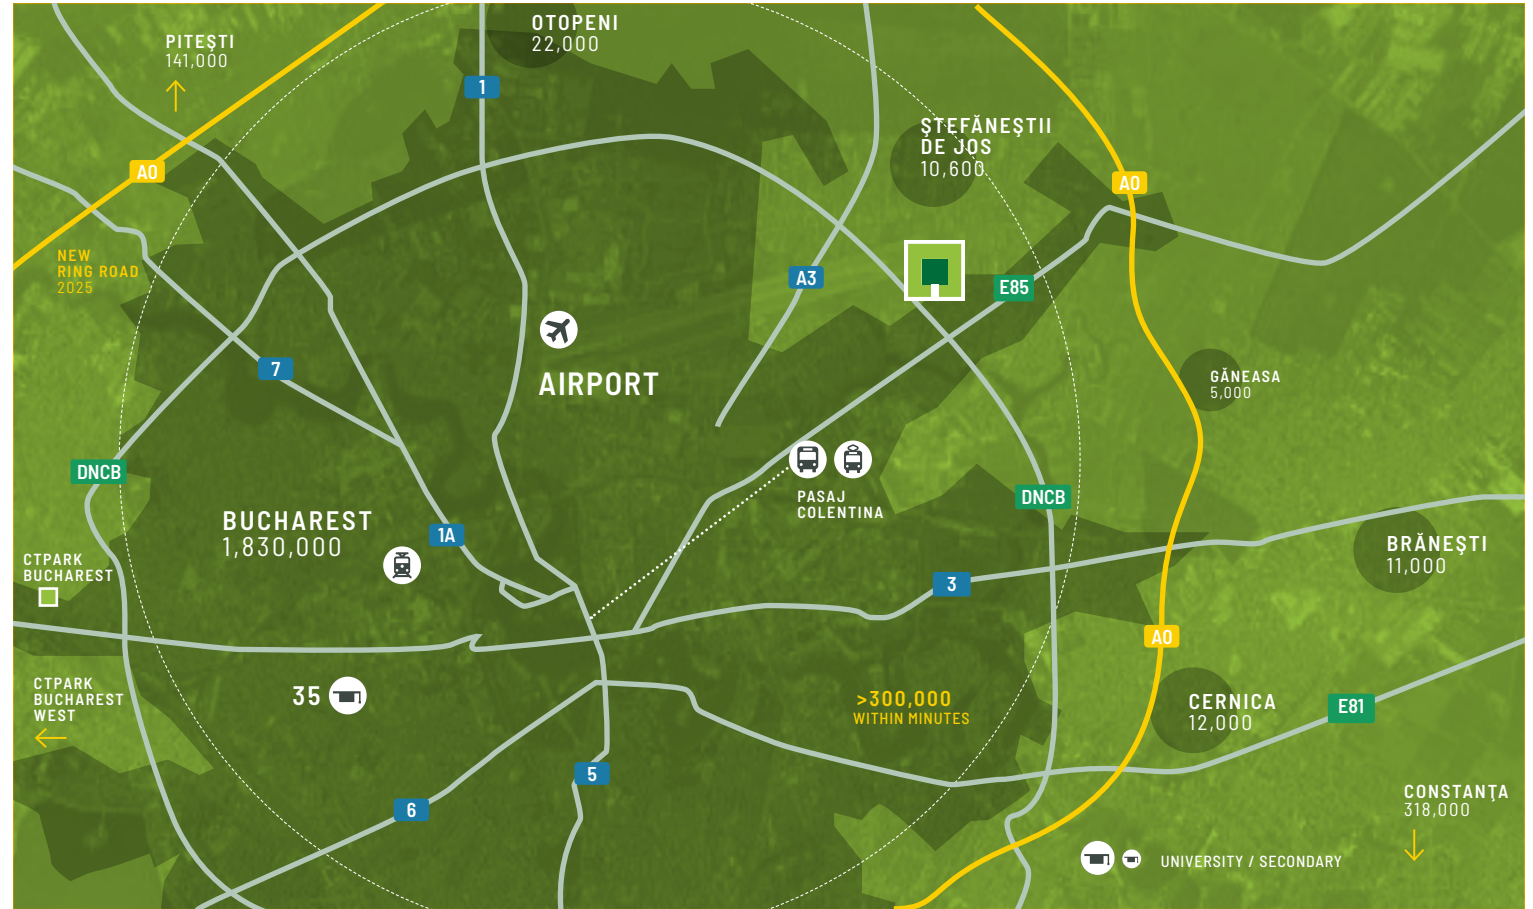 OTOPENI
22,000
PITEŞTI
141,000
1
ŞTEFĂNEŞTII
DE JOS
10,600
A0
A0
NEW
RING ROAD
2025
A3
E85
7
AIRPORT
GĂNEASA
5,000
DNCB
PASAJ
COLENTINA
DNCB
BUCHAREST
1,830,000
1A
BRĂNEŞTI
11,000
CTPARK
BUCHAREST
3
A0
CTPARK
BUCHAREST
WEST
35
>300,000
WITHIN MINUTES
CERNICA
12,000
E81
5
6
CONSTANŢA
318,000
UNIVERSITY / SECONDARY